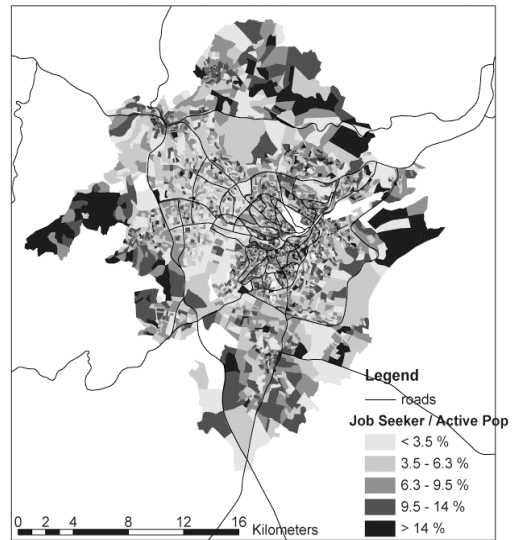 Legend
roads
Job Seeker / Active Pop
< 3.5 %
3.5 - 6.3 %
6.3 - 9.5 %
9.5 - 14 %
> 14 %
0 2 4 8 12 16 Kilometers